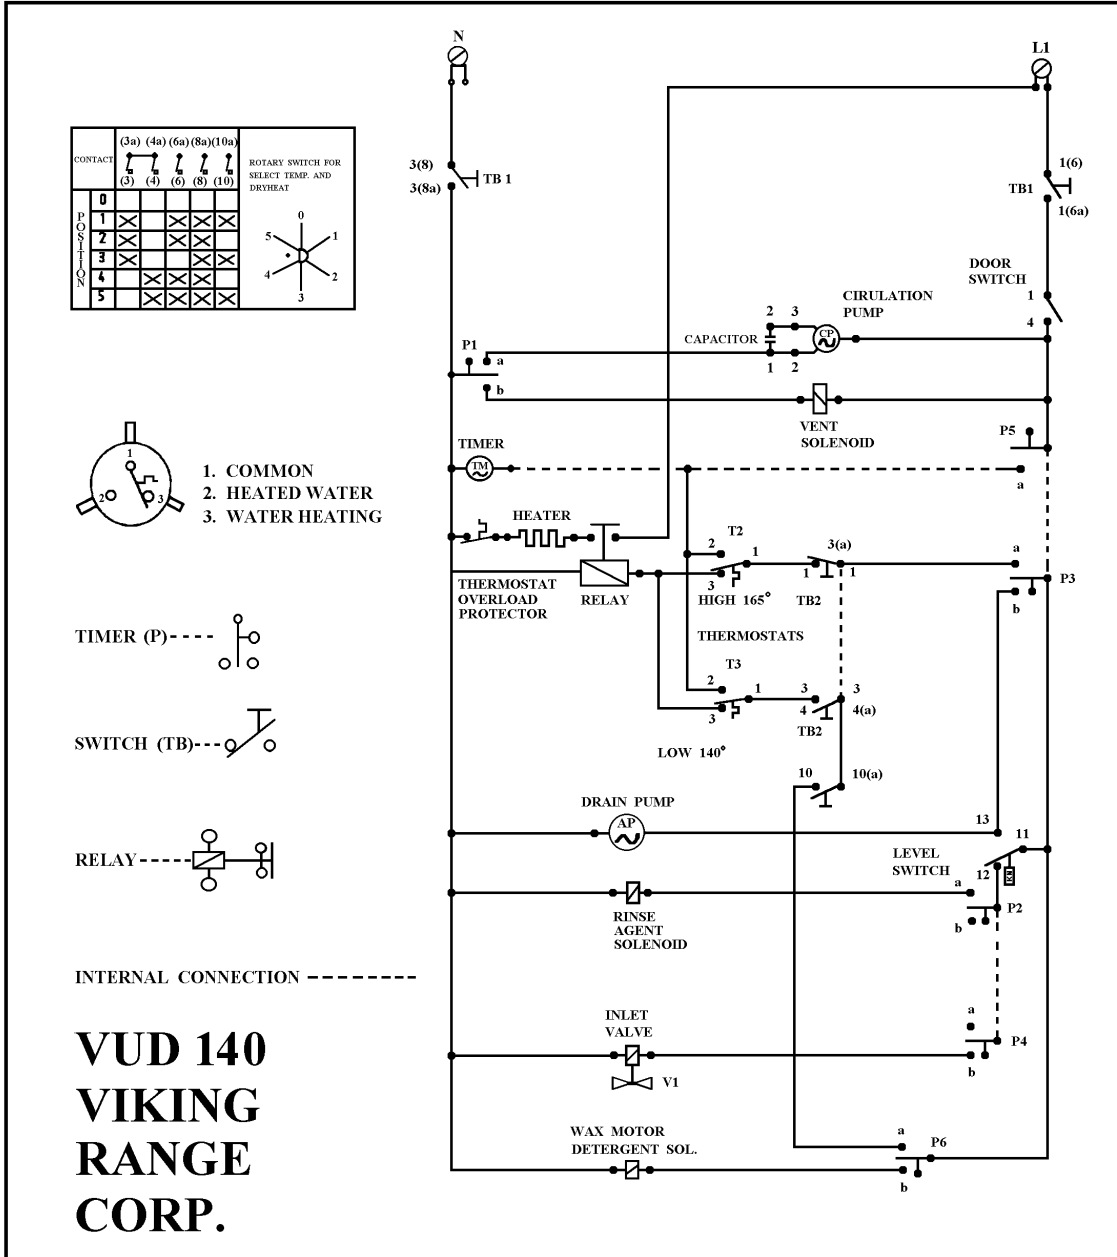 N
L1
CONTACT
(3a) (4a) (6a) (8a) (10a)
(3) (4) (6) (8) (10)
POSITION
0
1
2
3
4
5
ROTARY SWITCH FOR
SELECT TEMP. AND
DRYHEAT
0
5 1
4 2
3
3(8)
3(8a)
TB 1
1(6)
TB1
1(6a)
DOOR
SWITCH
1
4
CIRULATION
PUMP
2 3
CAPACITOR
CP
1 2
P1
a
b
VENT
SOLENOID
P5
a
TIMER
TM
1
2 3
1. COMMON
2. HEATED WATER
3. WATER HEATING
HEATER
THERMOSTAT
OVERLOAD
PROTECTOR
RELAY
T2
2
1
3
HIGH 165°
3(a)
1 1
TB2
a
P3
b
THERMOSTATS
T3
2
1
3
LOW 140°
3 3
4 4(a)
TB2
10 10(a)
TIMER (P)
SWITCH (TB)
RELAY
INTERNAL CONNECTION
DRAIN PUMP
AP
13
11
LEVEL
SWITCH
12
a
P2
b
RINSE
AGENT
SOLENOID
INLET
VALVE
V1
a
P4
b
WAX MOTOR
DETERGENT SOL.
a
P6
b
VUD 140
VIKING
RANGE
CORP.